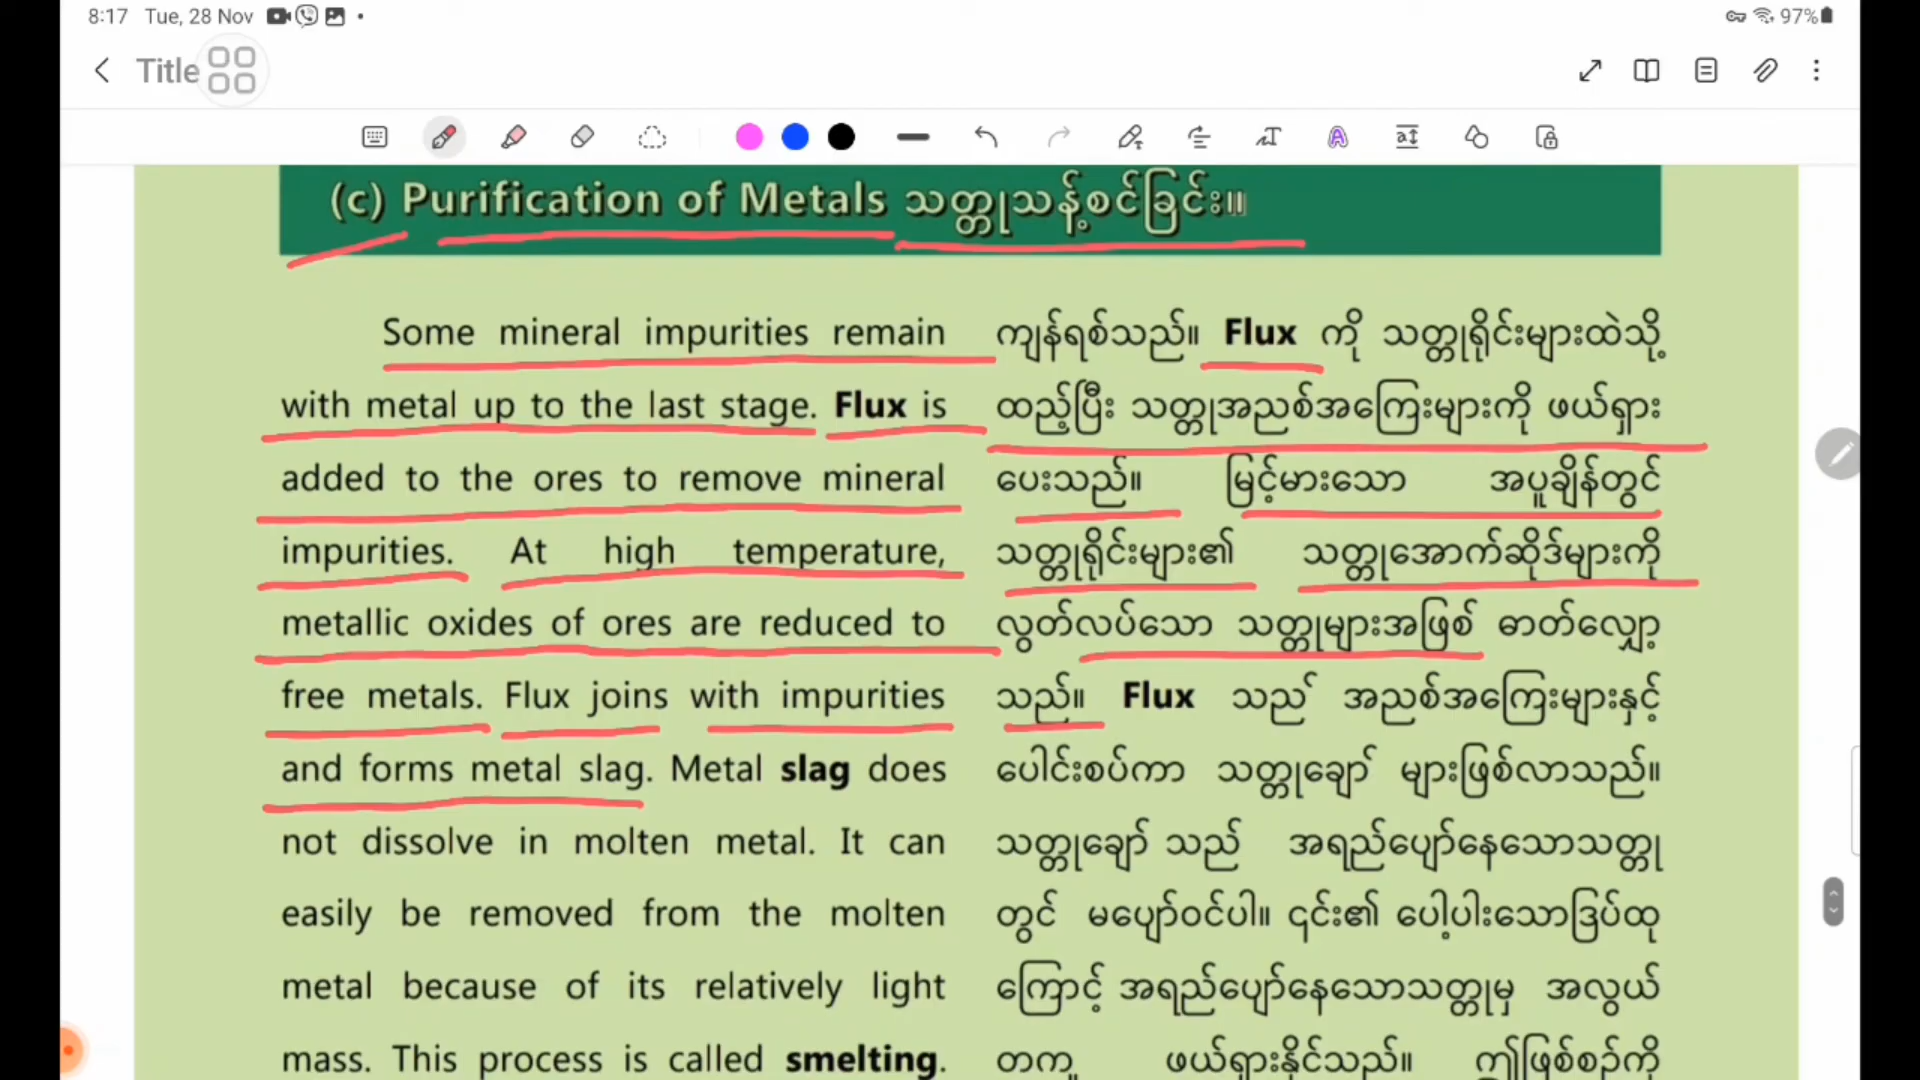 8:17 Tue, 28 Nov
97%
Title
(c) Purification of Metals သတ္တုသန့်စင်ခြင်း။
Some mineral impurities remain
with metal up to the last stage. Flux is
added to the ores to remove mineral
impurities. At high temperature,
metallic oxides of ores are reduced to
free metals. Flux joins with impurities
and forms metal slag. Metal slag does
not dissolve in molten metal. It can
easily be removed from the molten
metal because of its relatively light
mass. This process is called smelting.
ကျန်ရစ်သည်။ Flux ကို သတ္တုရိုင်းများထဲသို့
ထည့်ပြီး သတ္တုအညစ်အကြေးများကို ဖယ်ရှား
ပေးသည်။ မြင့်မားသော အပူချိန်တွင်
သတ္တုရိုင်းများ၏ သတ္တုအောက်ဆိုဒ်များကို
လွတ်လပ်သော သတ္တုများအဖြစ် ဓာတ်လျှော့
သည်။ Flux သည် အညစ်အကြေးများနှင့်
ပေါင်းစပ်ကာ သတ္တုချော် များဖြစ်လာသည်။
သတ္တုချော် သည် အရည်ပျော်နေသောသတ္တု
တွင် မပျော်ဝင်ပါ။ ၎င်း၏ ပေါ့ပါးသောဒြပ်ထု
ကြောင့် အရည်ပျော်နေသောသတ္တုမှ အလွယ်
တကူ ဖယ်ရှားနိုင်သည်။ ဤဖြစ်စဉ်ကို